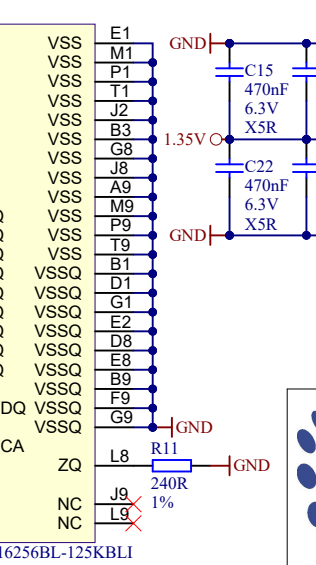 VSS E1
VSS M1
VSS P1
VSS T1
VSS J2
VSS B3
VSS G8
VSS J8
VSS A9
VSS M9
VSS P9
VSS T9
VSSQ B1
VSSQ D1
VSSQ G1
VSSQ E2
VSSQ D8
VSSQ E8
VSSQ B9
DQ VSSQ F9
VSSQ G9 GND
CA
ZQ L8 R11 GND
240R
1%
NC J9
NC L9
16256BL-125KBLI
GND
C15
470nF
6.3V
X5R
1.35V
C22
470nF
6.3V
X5R
GND